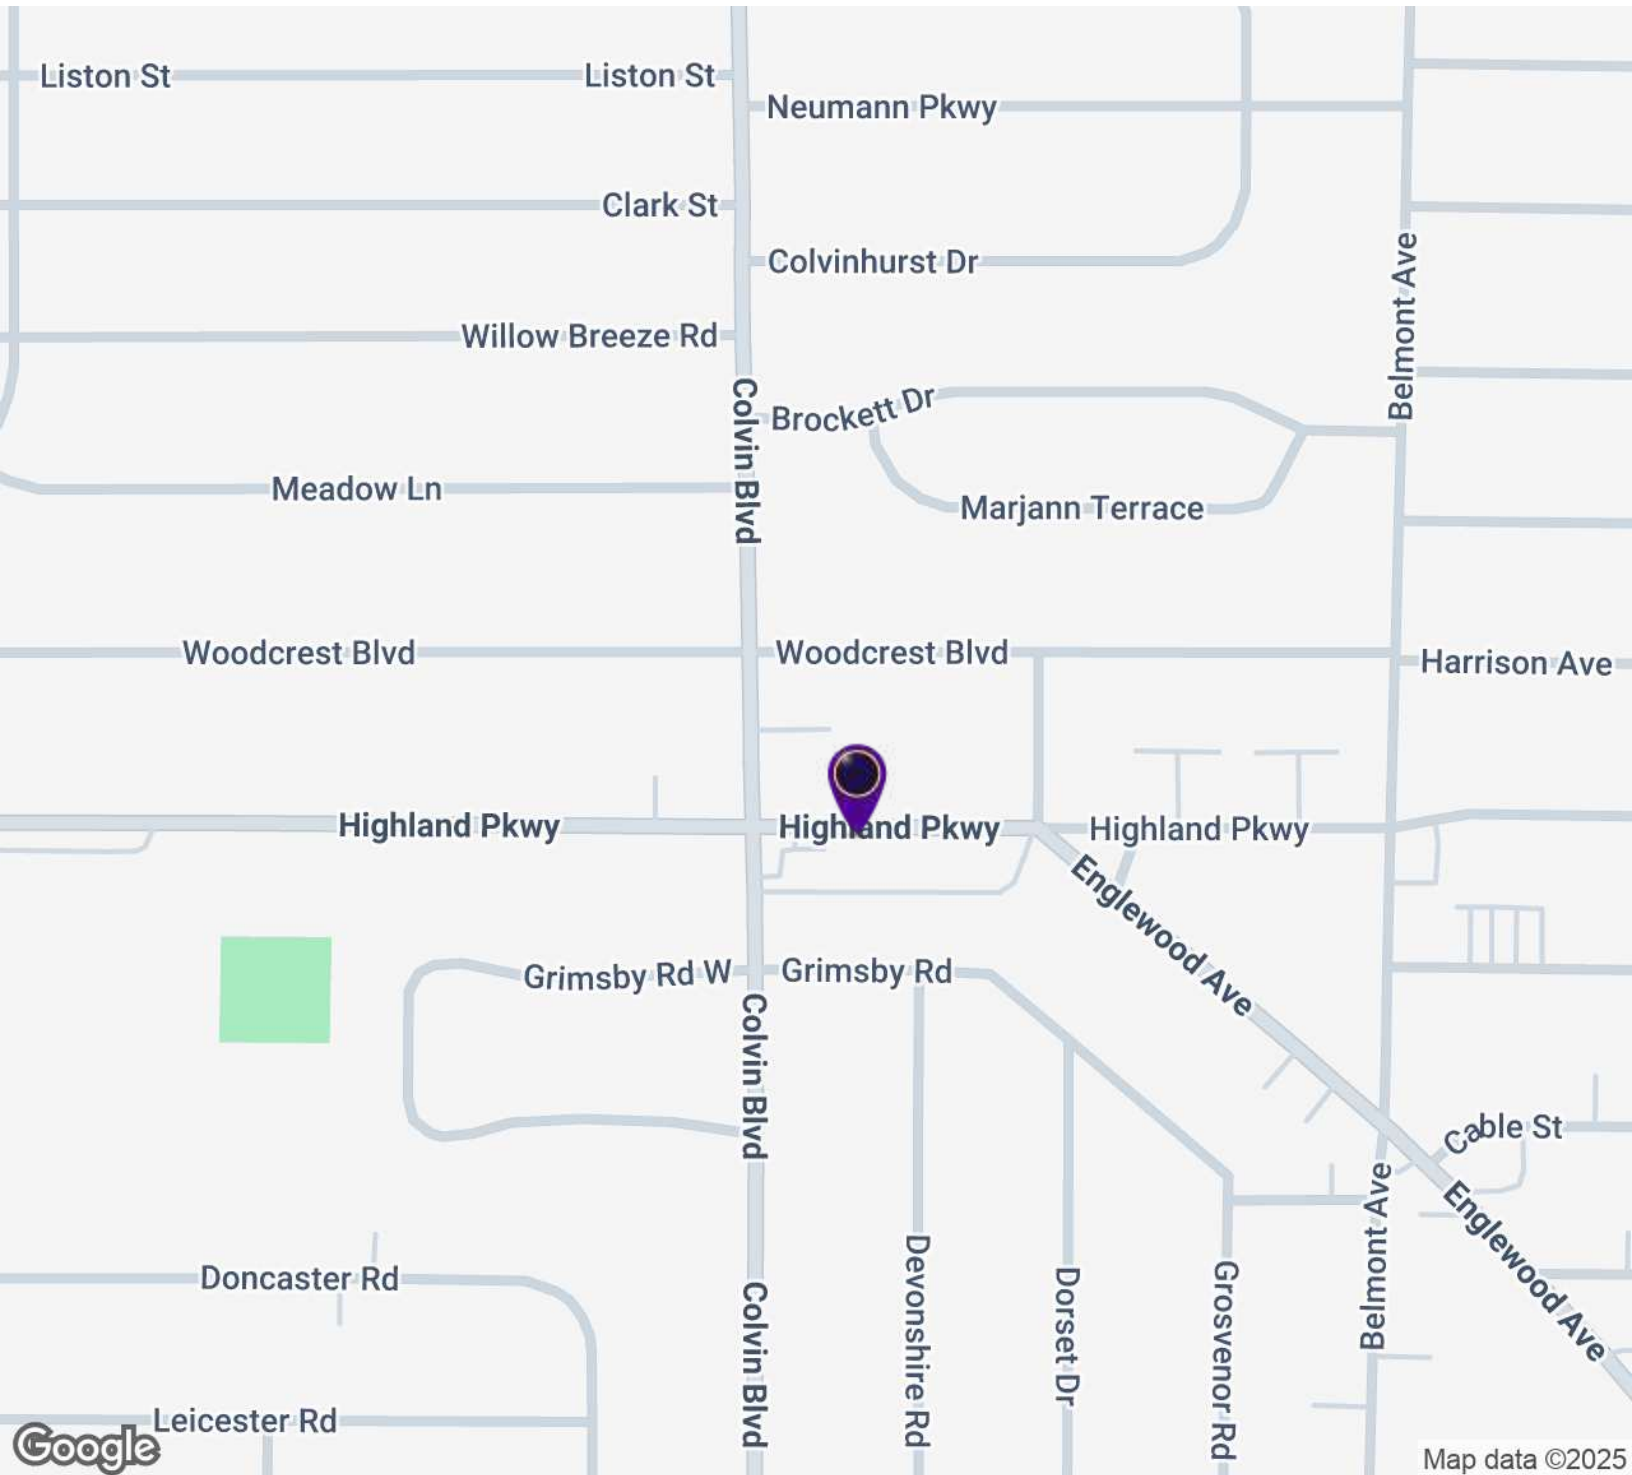 Liston St
Liston St
Neumann Pkwy
Clark St
Colvinhurst Dr
Belmont Ave
Willow Breeze Rd
Colvin Blvd
Brockett Dr
Meadow Ln
Marjann Terrace
Woodcrest Blvd
Woodcrest Blvd
Harrison Ave
Highland Pkwy
Highland Pkwy
Highland Pkwy
Englewood Ave
Grimsby Rd W
Grimsby Rd
Colvin Blvd
Cable St
Belmont Ave
Englewood Ave
Doncaster Rd
Colvin Blvd
Devonshire Rd
Dorset Dr
Grosvenor Rd
Leicester Rd
Google
Map data ©2025